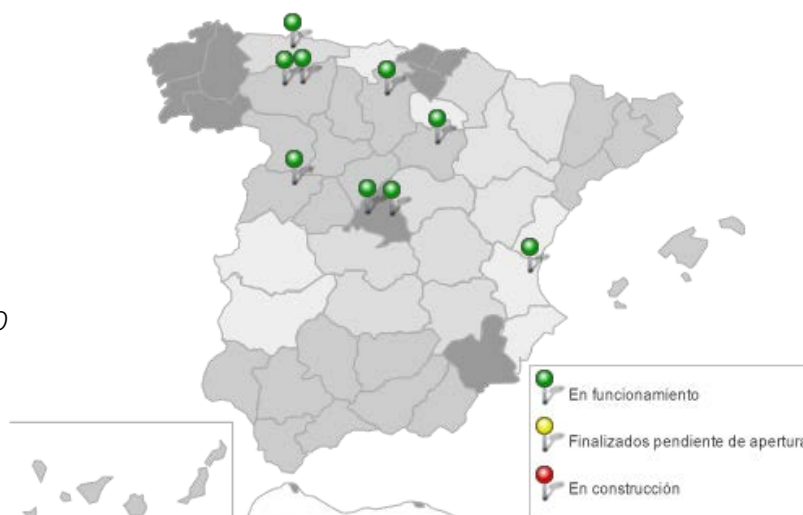 En funcionamiento
Finalizados pendiente de apertura
En construcción